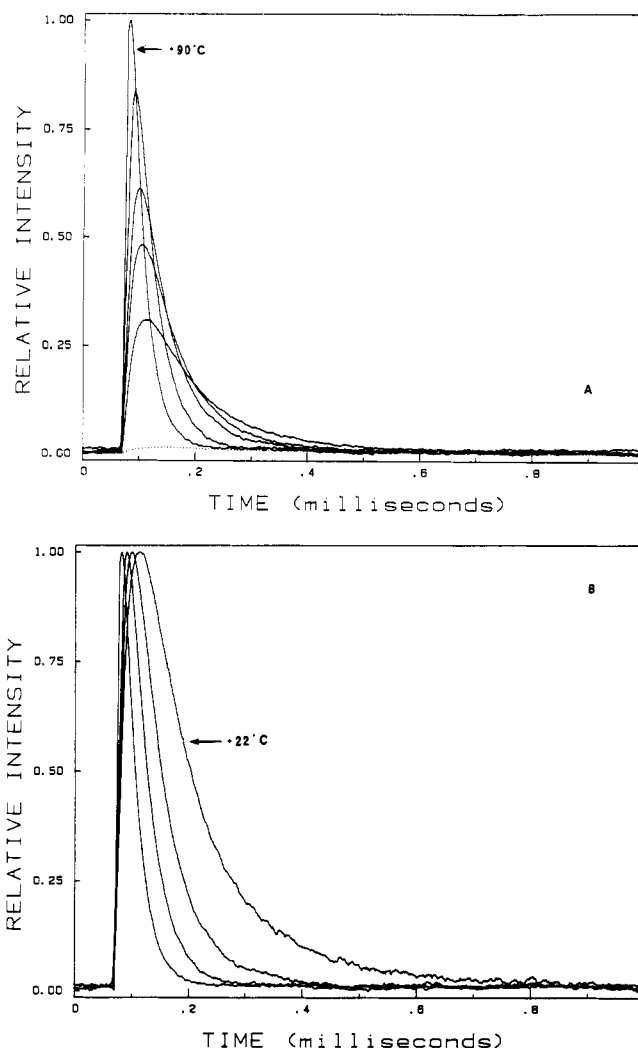 1.00
+90°C
0.75
0.50
0.25
0.00
RELATIVE INTENSITY
A
0 .2 .4 .6 .8
TIME (milliseconds)
1.00
B
0.75
+22°C
0.50
0.25
0.00
RELATIVE INTENSITY
0 .2 .4 .6 .8
TIME (milliseconds)